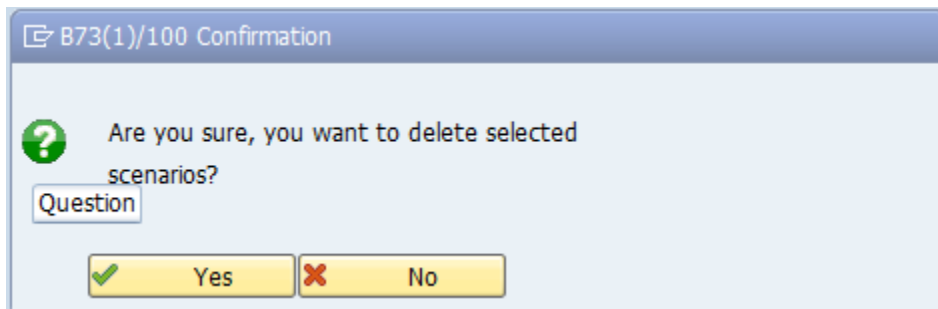 B73(1)/100 Confirmation
Are you sure, you want to delete selected
scenarios?
Question
Yes
No